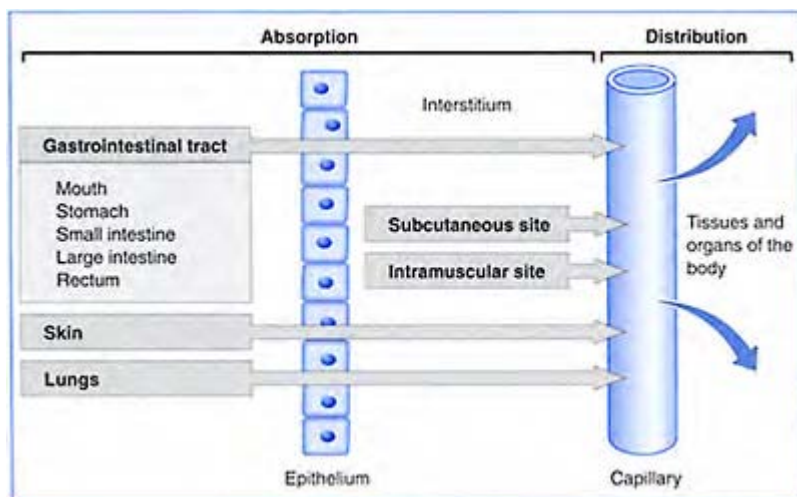 Absorption
Distribution
Interstitium
Gastrointestinal tract
Mouth
Stomach
Small intestine
Large intestine
Rectum
Subcutaneous site
Intramuscular site
Tissues and
organs of the
body
Skin
Lungs
Epithelium
Capillary